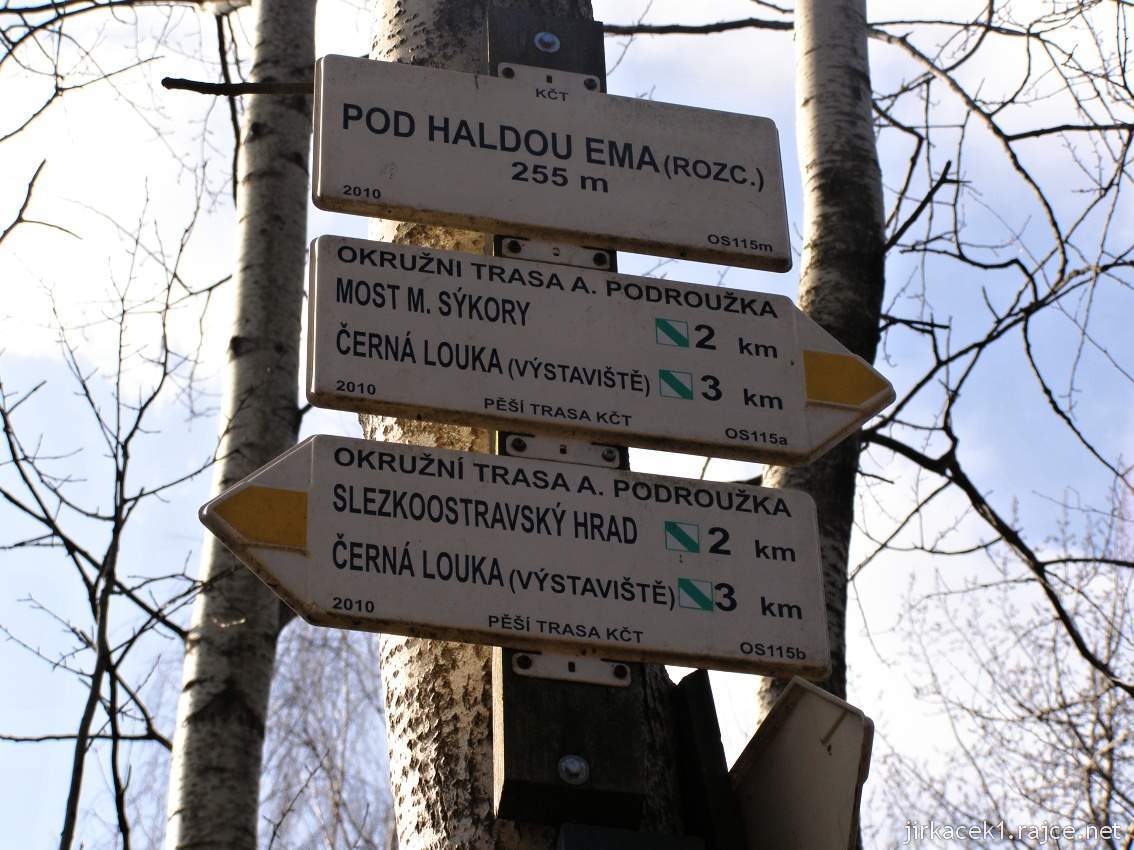 KČT
POD HALDOU EMA (ROZC.)
255 m
2010
OS115m
OKRUŽNI TRASA A. PODROUŽKA
MOST M. SÝKORY 2 km
ČERNÁ LOUKA (VÝSTAVIŠTĚ) 3 km
2010 PĚŠÍ TRASA KČT OS115a
OKRUŽNÍ TRASA A. PODROUŽKA
SLEZKOOSTRAVSKÝ HRAD 2 km
ČERNÁ LOUKA (VÝSTAVIŠTĚ) 3 km
2010 PĚŠÍ TRASA KČT OS115b
jirkacek1.rajce.net